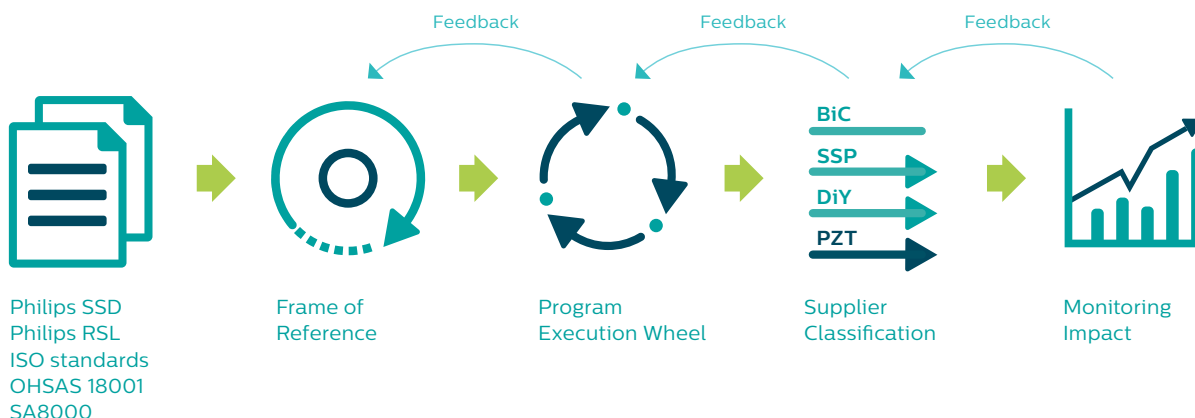 Feedback
Feedback
Feedback
BiC
SSP
DiY
PZT
Philips SSD
Philips RSL
ISO standards
OHSAS 18001
SA8000
Frame of
Reference
Program
Execution Wheel
Supplier
Classification
Monitoring
Impact